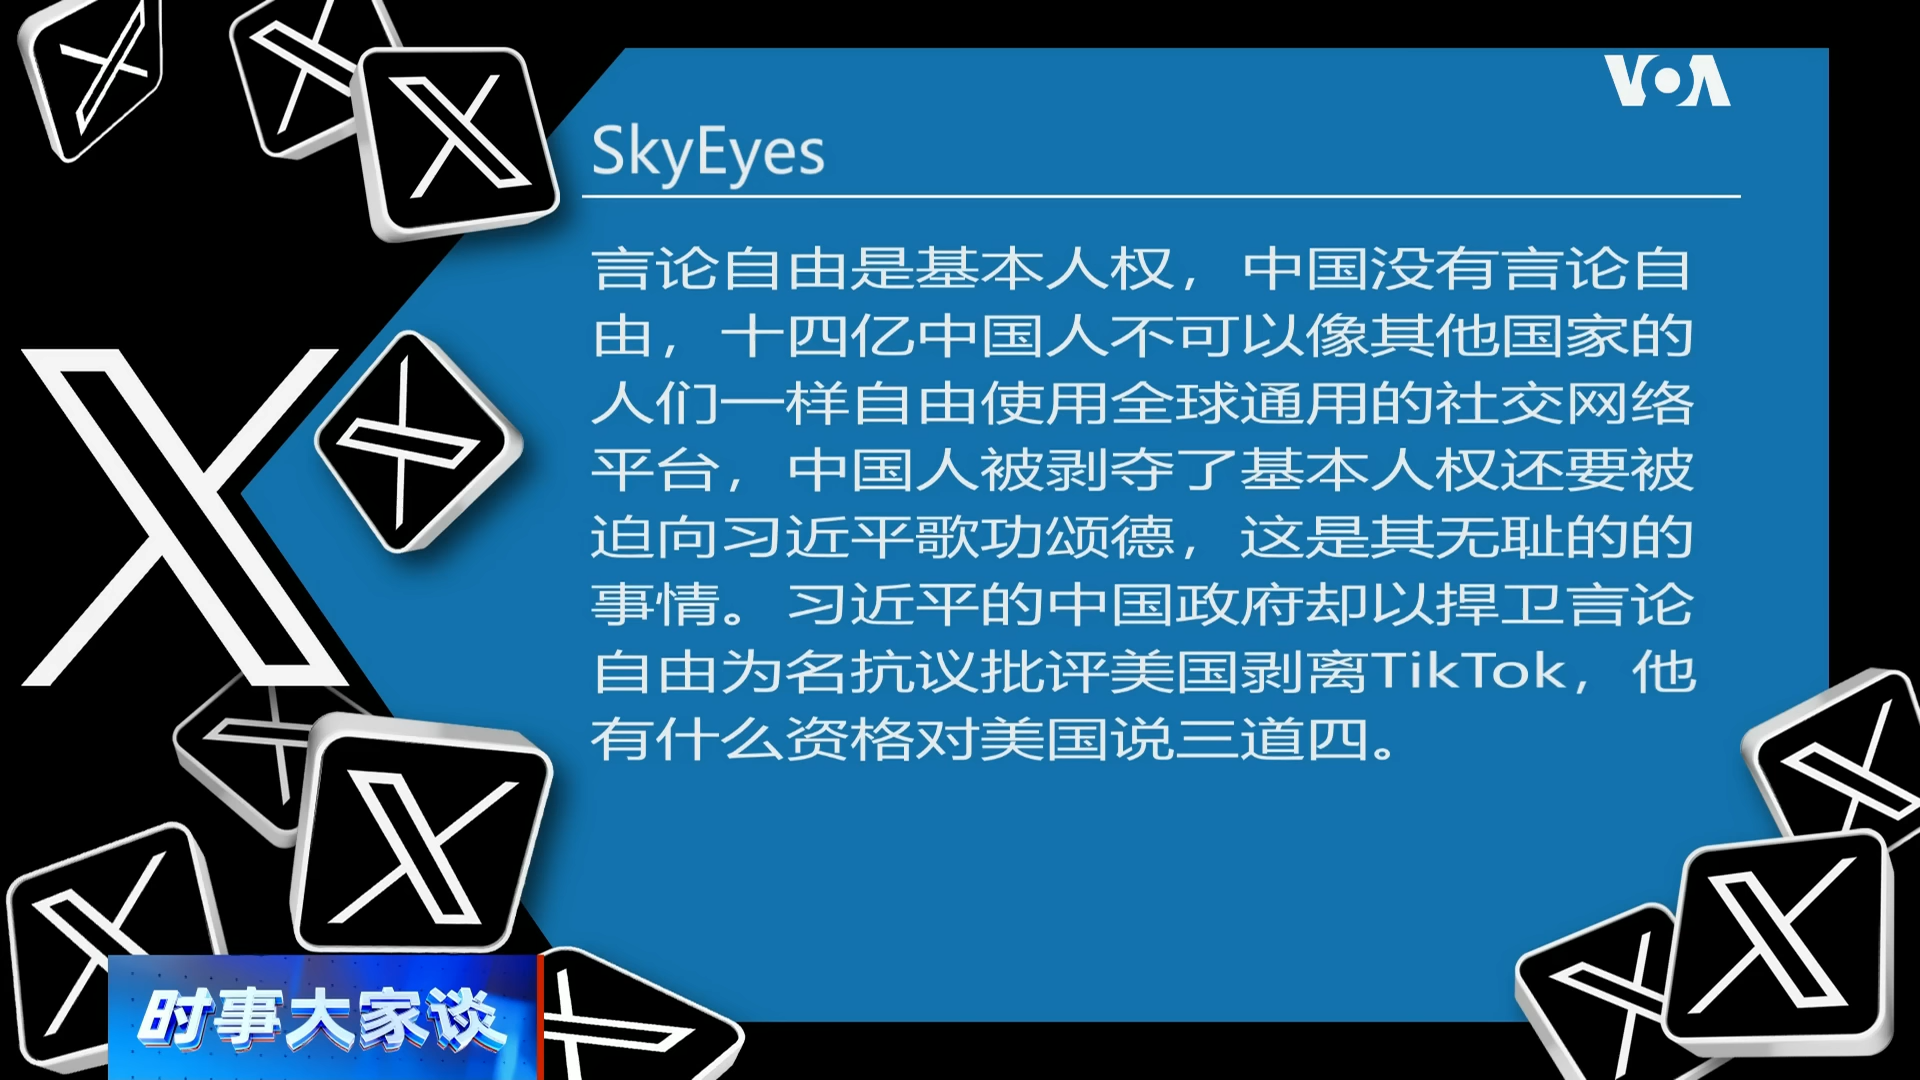 VOA
SkyEyes
言论自由是基本人权，中国没有言论自
由，十四亿中国人不可以像其他国家的
人们一样自由使用全球通用的社交网络
平台，中国人被剥夺了基本人权还要被
迫向习近平歌功颂德，这是其无耻的的
事情。习近平的中国政府却以捍卫言论
自由为名抗议批评美国剥离TikTok，他
有什么资格对美国说三道四。
时事大家谈